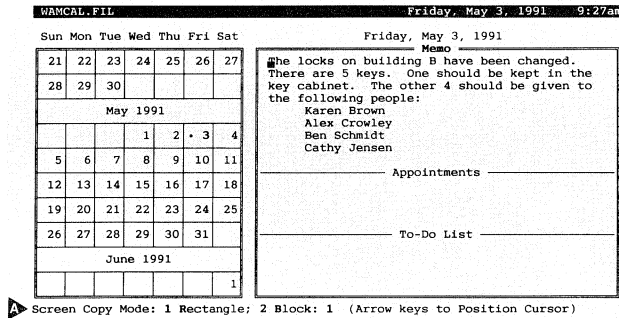 WAMCAL.FIL Friday, May 3, 1991 9:27am
Sun Mon Tue Wed Thu Fri Sat
21 22 23 24 25 26 27
28 29 30
May 1991
1 2 • 3 4
5 6 7 8 9 10 11
12 13 14 15 16 17 18
19 20 21 22 23 24 25
26 27 28 29 30 31
June 1991
1
Friday, May 3, 1991
Memo
The locks on building B have been changed.
There are 5 keys. One should be kept in the
key cabinet. The other 4 should be given to
the following people:
Karen Brown
Alex Crowley
Ben Schmidt
Cathy Jensen
Appointments
To-Do List
A Screen Copy Mode: 1 Rectangle; 2 Block: 1 (Arrow keys to Position Cursor)